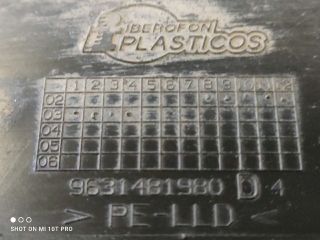 IBEROFON
PLASTICOS
1 2 3 4 5 6 7 8 9 10 11 12
02
03
04
05
06
9631481980 D 4
> PE-LLD <
SHOT ON MI 10T PRO